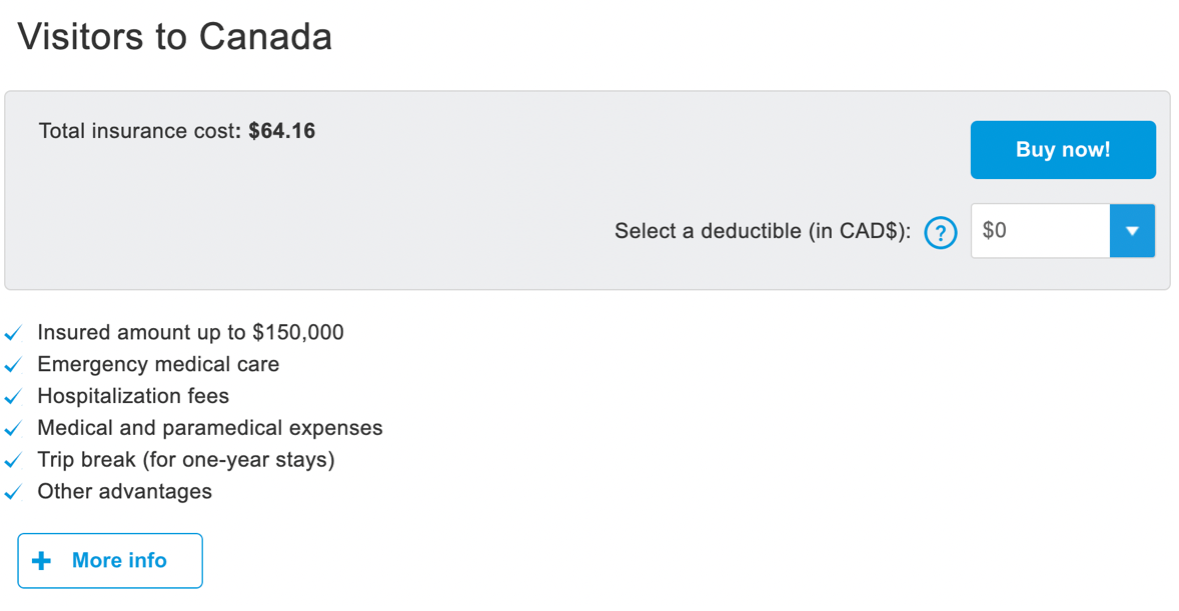 Visitors to Canada
Total insurance cost: $64.16
Buy now!
Select a deductible (in CAD$): ? $0
Insured amount up to $150,000
Emergency medical care
Hospitalization fees
Medical and paramedical expenses
Trip break (for one-year stays)
Other advantages
+ More info